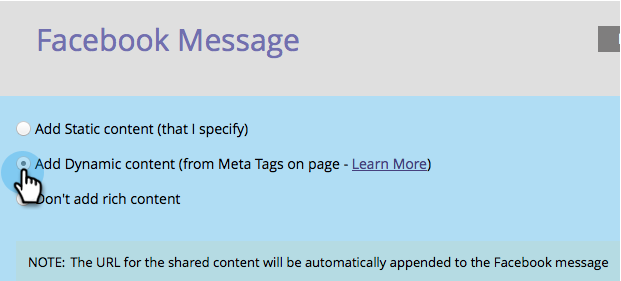 Facebook Message
Add Static content (that I specify)
Add Dynamic content (from Meta Tags on page - Learn More)
Don't add rich content
NOTE: The URL for the shared content will be automatically appended to the Facebook message